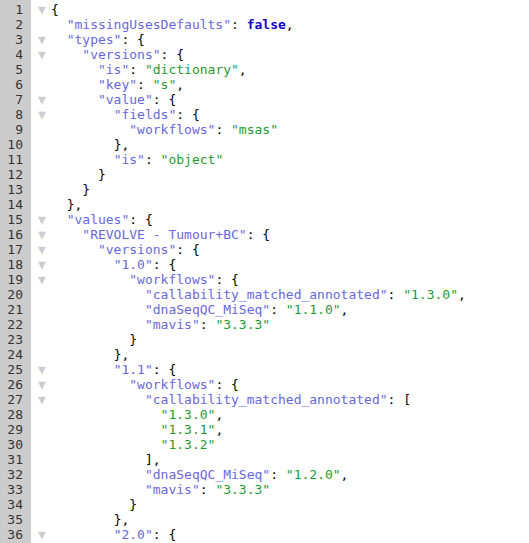 1 {
2   "missingUsesDefaults": false,
3   "types": {
4     "versions": {
5       "is": "dictionary",
6       "key": "s",
7       "value": {
8         "fields": {
9           "workflows": "msas"
10         },
11         "is": "object"
12       }
13     }
14   },
15   "values": {
16     "REVOLVE - Tumour+BC": {
17       "versions": {
18         "1.0": {
19           "workflows": {
20             "callability_matched_annotated": "1.3.0",
21             "dnaSeqQC_MiSeq": "1.1.0",
22             "mavis": "3.3.3"
23           }
24         },
25         "1.1": {
26           "workflows": {
27             "callability_matched_annotated": [
28               "1.3.0",
29               "1.3.1",
30               "1.3.2"
31             ],
32             "dnaSeqQC_MiSeq": "1.2.0",
33             "mavis": "3.3.3"
34           }
35         },
36         "2.0": {